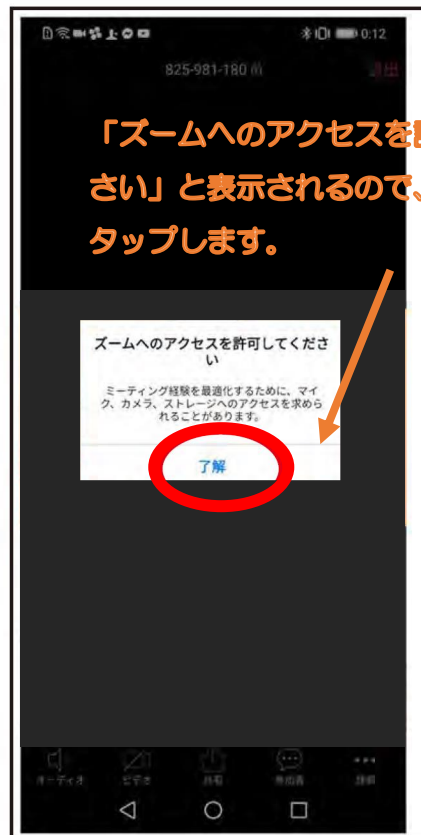 0:12
825-981-180
退出
「ズームへのアクセスを
さい」と表示されるので、
タップします。
ズームへのアクセスを許可してくださ
い
ミーティング経験を最適化するために、マイ
ク、カメラ、ストレージへのアクセスを求めら
れることがあります。
了解
オーディオ
ビデオ
共有
参加者
詳細